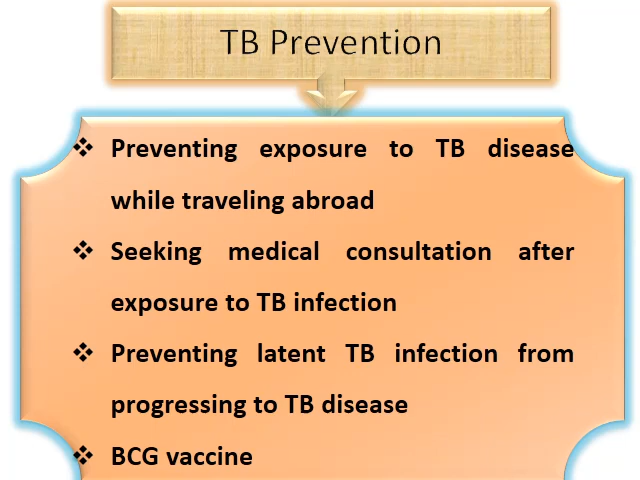 TB Prevention
❖ Preventing exposure to TB disease
while traveling abroad
❖ Seeking medical consultation after
exposure to TB infection
❖ Preventing latent TB infection from
progressing to TB disease
❖ BCG vaccine